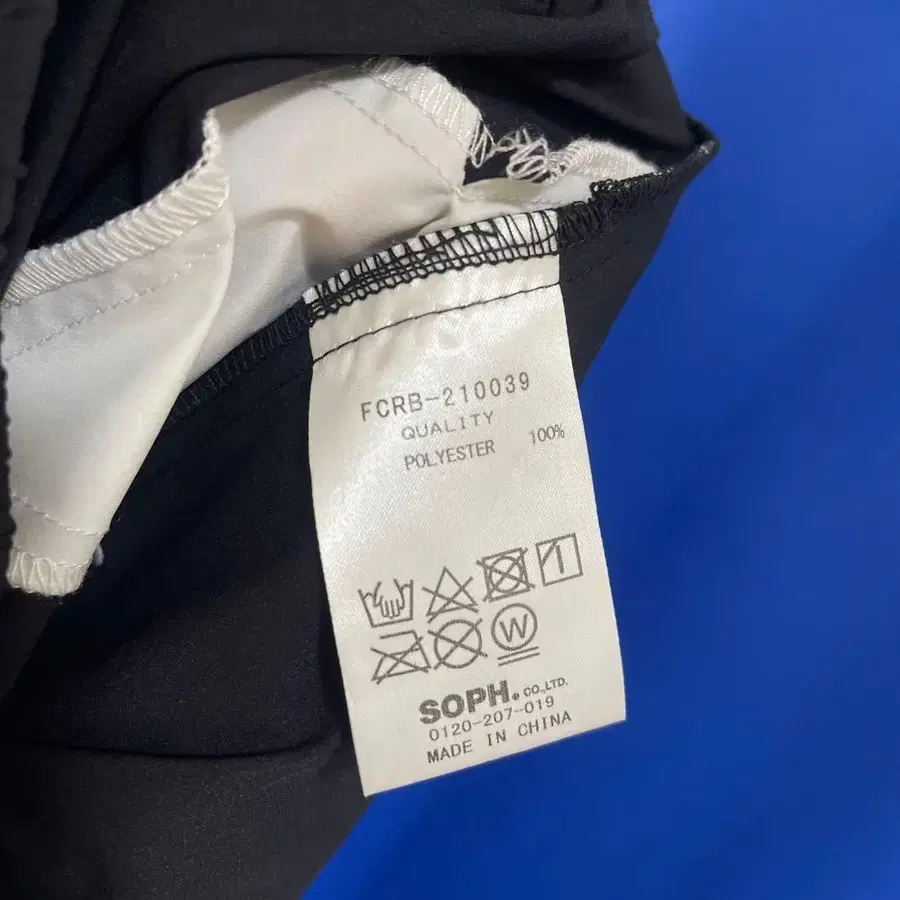 FCRB-210039
QUALITY
POLYESTER 100%
W
SOPH. CO.,LTD.
0120-207-019
MADE IN CHINA